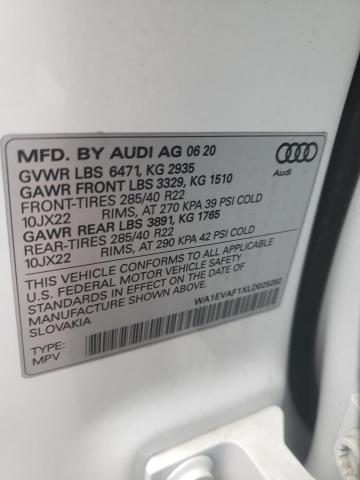 MFD. BY AUDI AG 06 20
GVWR LBS 6471, KG 2935
GAWR FRONT LBS 3329, KG 1510
FRONT-TIRES 285/40 R22
10JX22 RIMS, AT 270 KPA 39 PSI COLD
GAWR REAR LBS 3891, KG 1765
REAR-TIRES 285/40 R22
10JX22 RIMS, AT 290 KPA 42 PSI COLD
THIS VEHICLE CONFORMS TO ALL APPLICABLE
U.S. FEDERAL MOTOR VEHICLE SAFETY
STANDARDS IN EFFECT ON THE DATE OF
MANUFACTURE SHOWN ABOVE.
SLOVAKIA
WA1EVAF1XLD025292
TYPE:
MPV